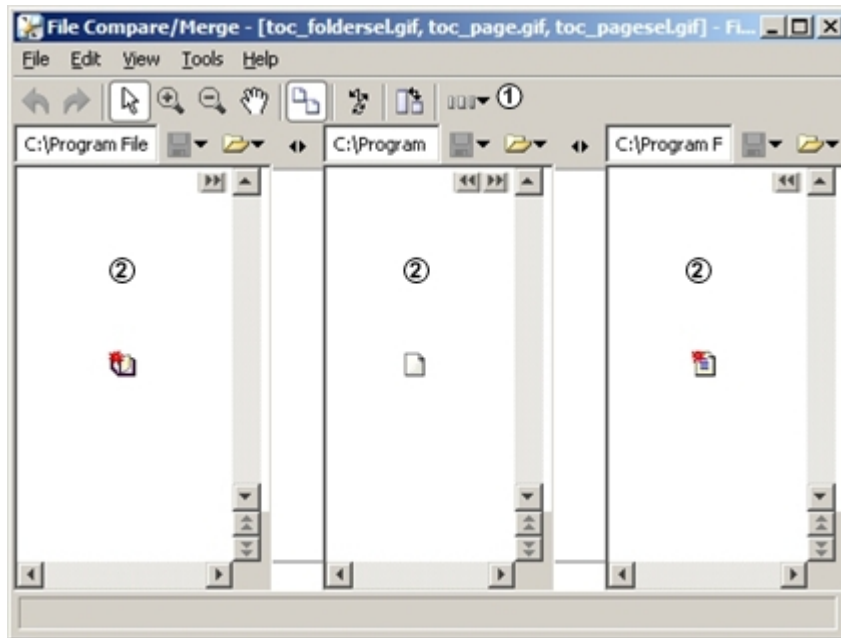 File Compare/Merge - [toc_foldersel.gif, toc_page.gif, toc_pagesel.gif] - Fi...
File Edit View Tools Help
①
C:\Program File C:\Program C:\Program F
② ② ②